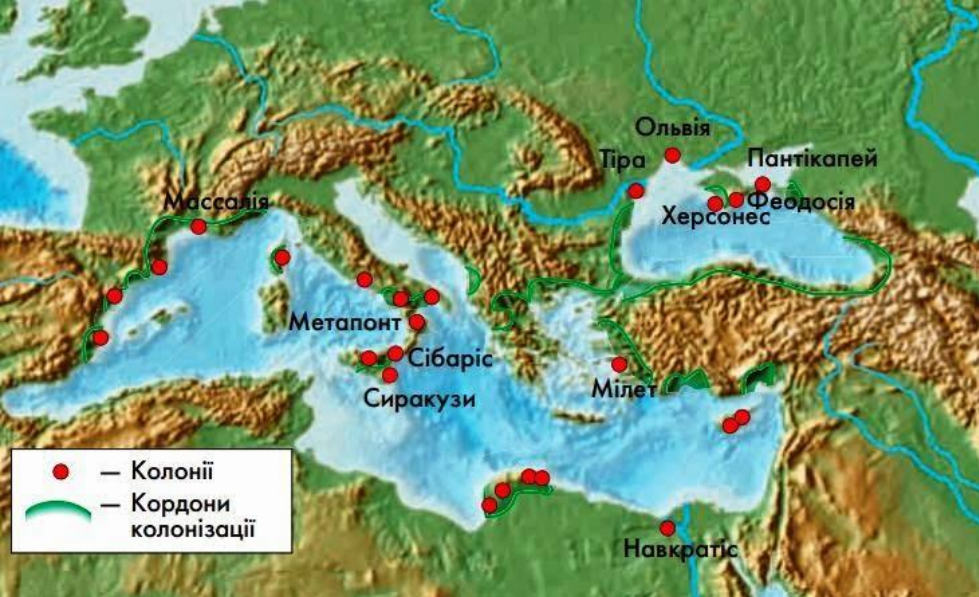 Ольвія
Тіра
Пантікапей
Феодосія
Херсонес
Массалія
Метапонт
Сібаріс
Сиракузи
Мілет
Навкратіс
— Колонії
— Кордони
колонізації